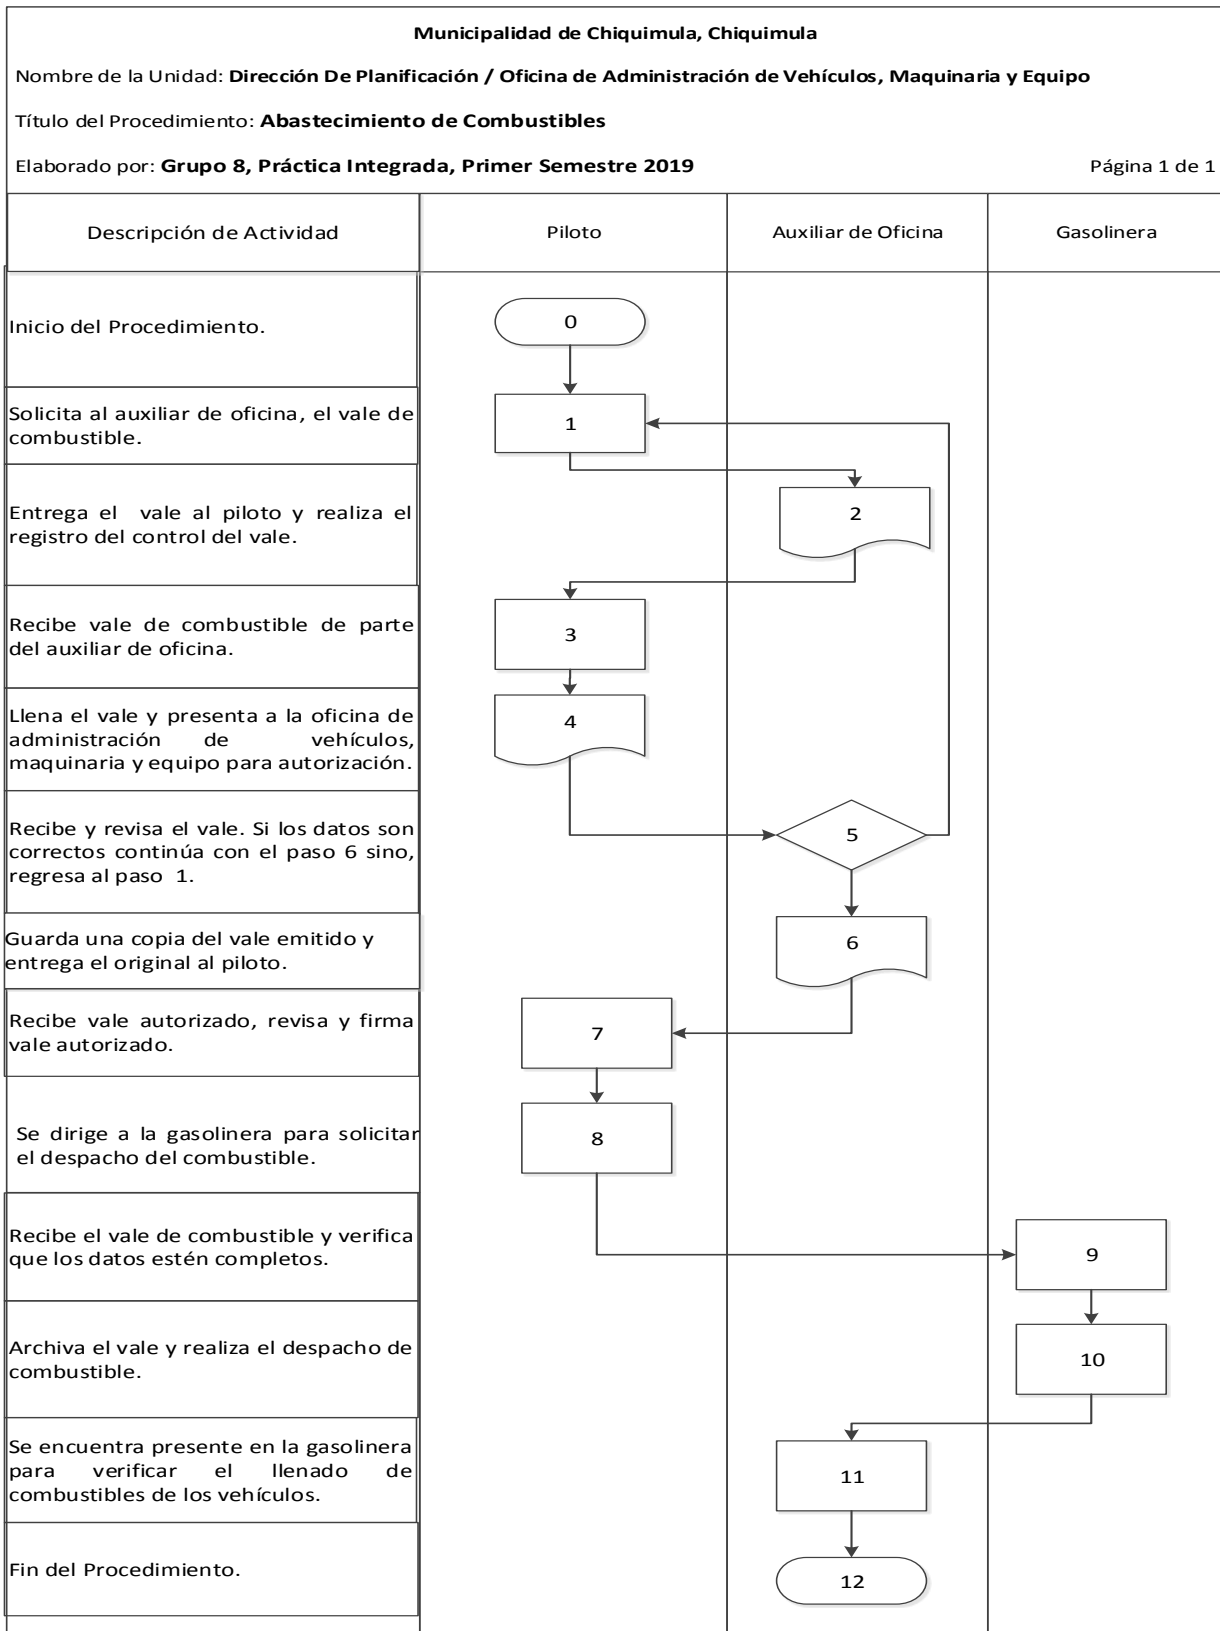 Municipalidad de Chiquimula, Chiquimula
Nombre de la Unidad: Dirección De Planificación / Oficina de Administración de Vehículos, Maquinaria y Equipo
Título del Procedimiento: Abastecimiento de Combustibles
Elaborado por: Grupo 8, Práctica Integrada, Primer Semestre 2019 Página 1 de 1
Descripción de Actividad Piloto Auxiliar de Oficina Gasolinera
Inicio del Procedimiento.
0
Solicita al auxiliar de oficina, el vale de
combustible.
1
Entrega el vale al piloto y realiza el
registro del control del vale.
2
Recibe vale de combustible de parte
del auxiliar de oficina.
3
Llena el vale y presenta a la oficina de
administración de vehículos,
maquinaria y equipo para autorización.
4
Recibe y revisa el vale. Si los datos son
correctos continúa con el paso 6 sino,
regresa al paso 1.
5
Guarda una copia del vale emitido y
entrega el original al piloto.
6
Recibe vale autorizado, revisa y firma
vale autorizado.
7
Se dirige a la gasolinera para solicitar
el despacho del combustible.
8
Recibe el vale de combustible y verifica
que los datos estén completos.
9
Archiva el vale y realiza el despacho de
combustible.
10
Se encuentra presente en la gasolinera
para verificar el llenado de
combustibles de los vehículos.
11
Fin del Procedimiento.
12